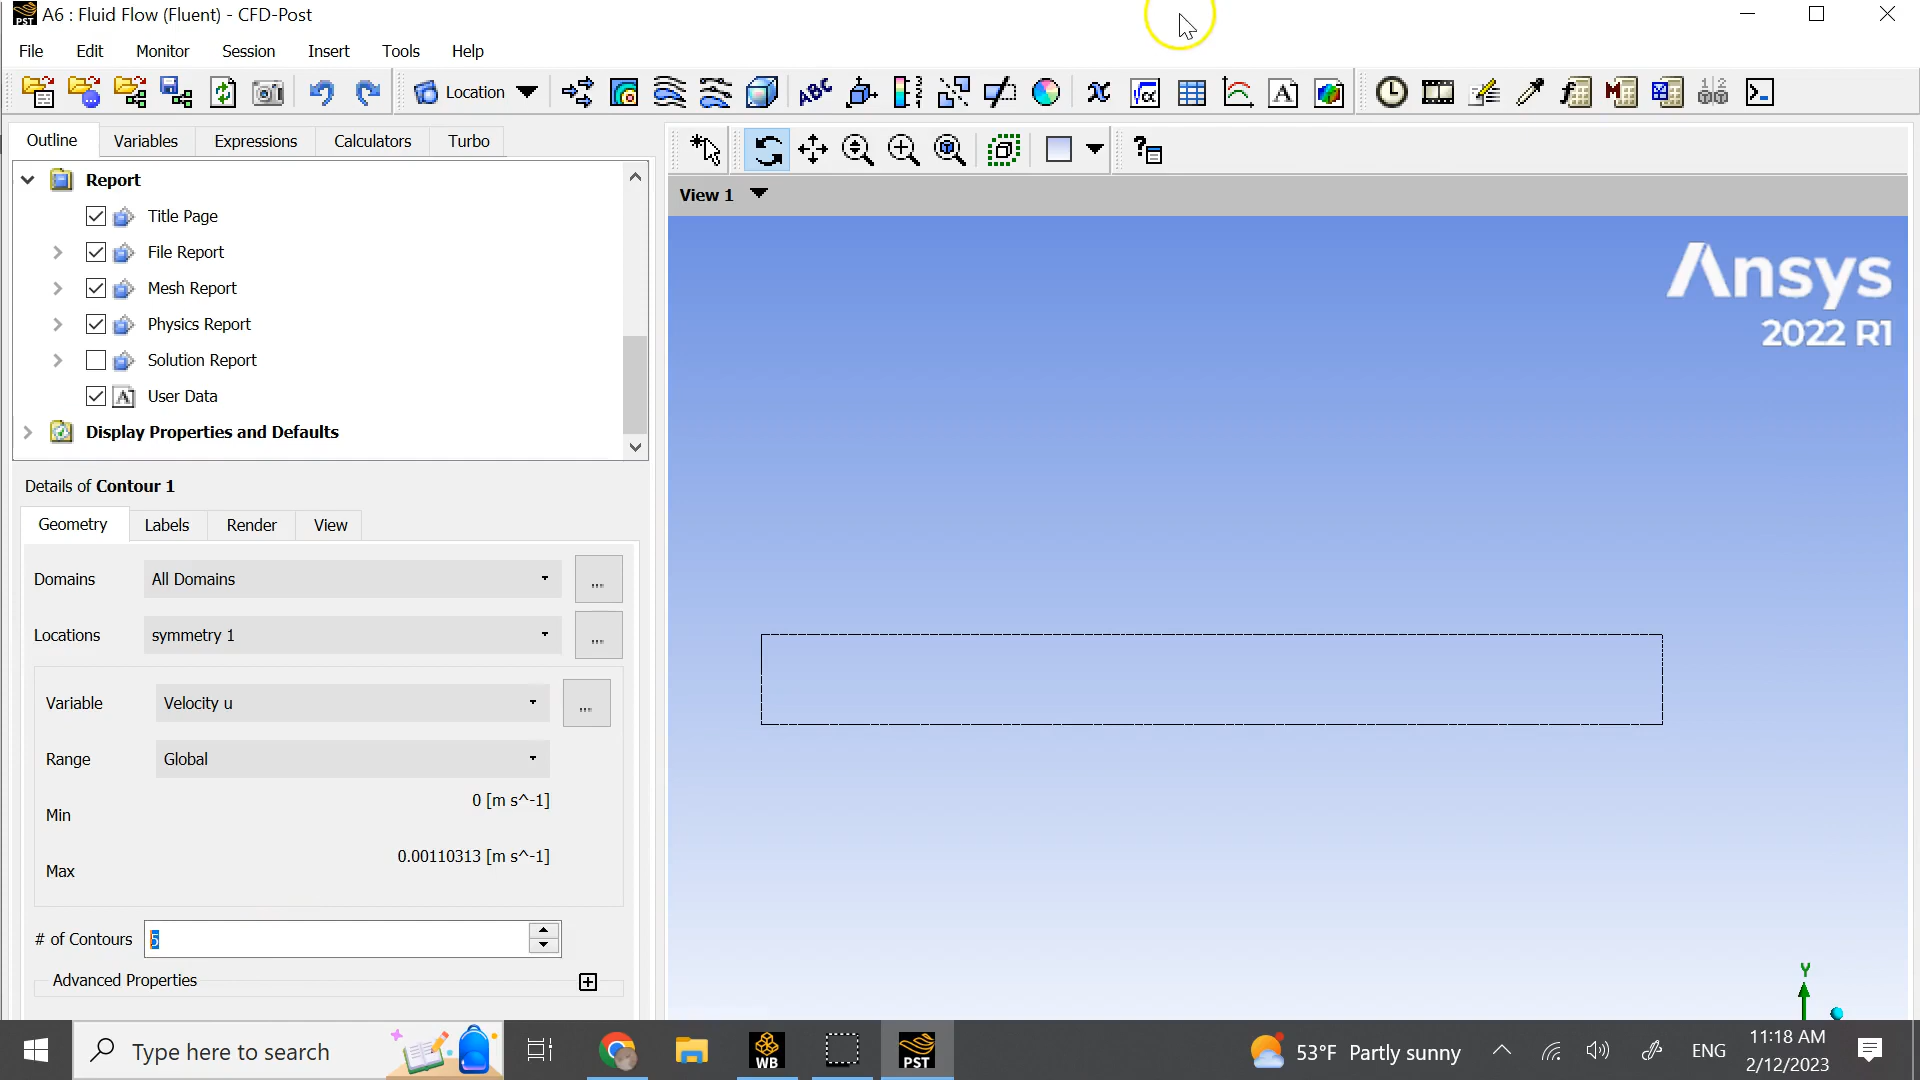 A6 : Fluid Flow (Fluent) - CFD-Post
File Edit Monitor Session Insert Tools Help
Location
Outline Variables Expressions Calculators Turbo
Report
Title Page
File Report
Mesh Report
Physics Report
Solution Report
User Data
Display Properties and Defaults
Details of Contour 1
Geometry Labels Render View
Domains All Domains ...
Locations symmetry 1 ...
Variable Velocity u ...
Range Global
Min 0 [m s^-1]
Max 0.00110313 [m s^-1]
# of Contours 5
Advanced Properties
View 1
Ansys
2022 R1
Y
Type here to search
WB
PST
53°F Partly sunny
ENG
11:18 AM
2/12/2023